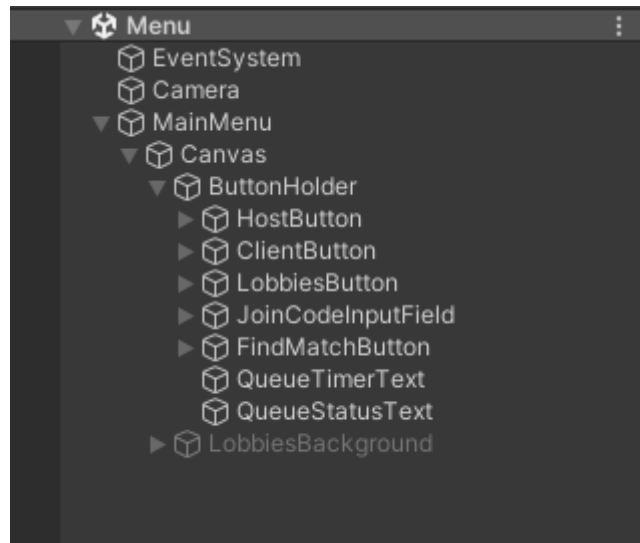 Menu
EventSystem
Camera
MainMenu
Canvas
ButtonHolder
HostButton
ClientButton
LobbiesButton
JoinCodeInputField
FindMatchButton
QueueTimerText
QueueStatusText
LobbiesBackground